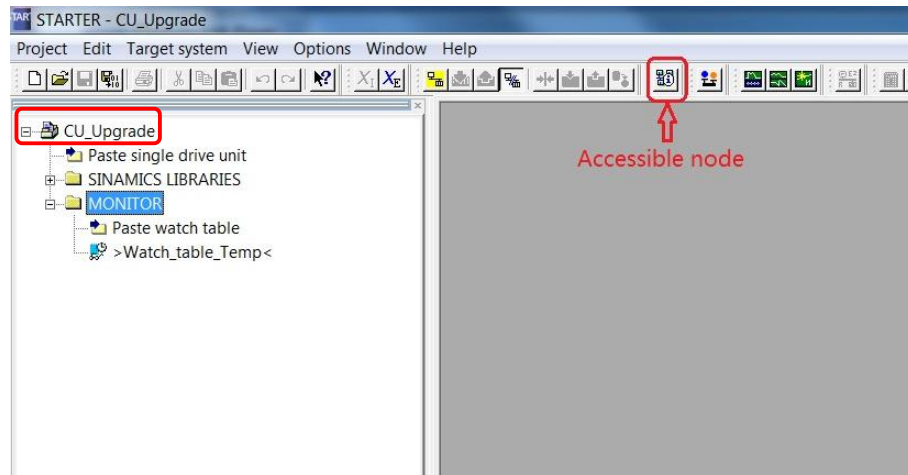 STARTER - CU_Upgrade
Project Edit Target system View Options Window Help
CU_Upgrade
Paste single drive unit
SINAMICS LIBRARIES
MONITOR
Paste watch table
>Watch_table_Temp<
Accessible node